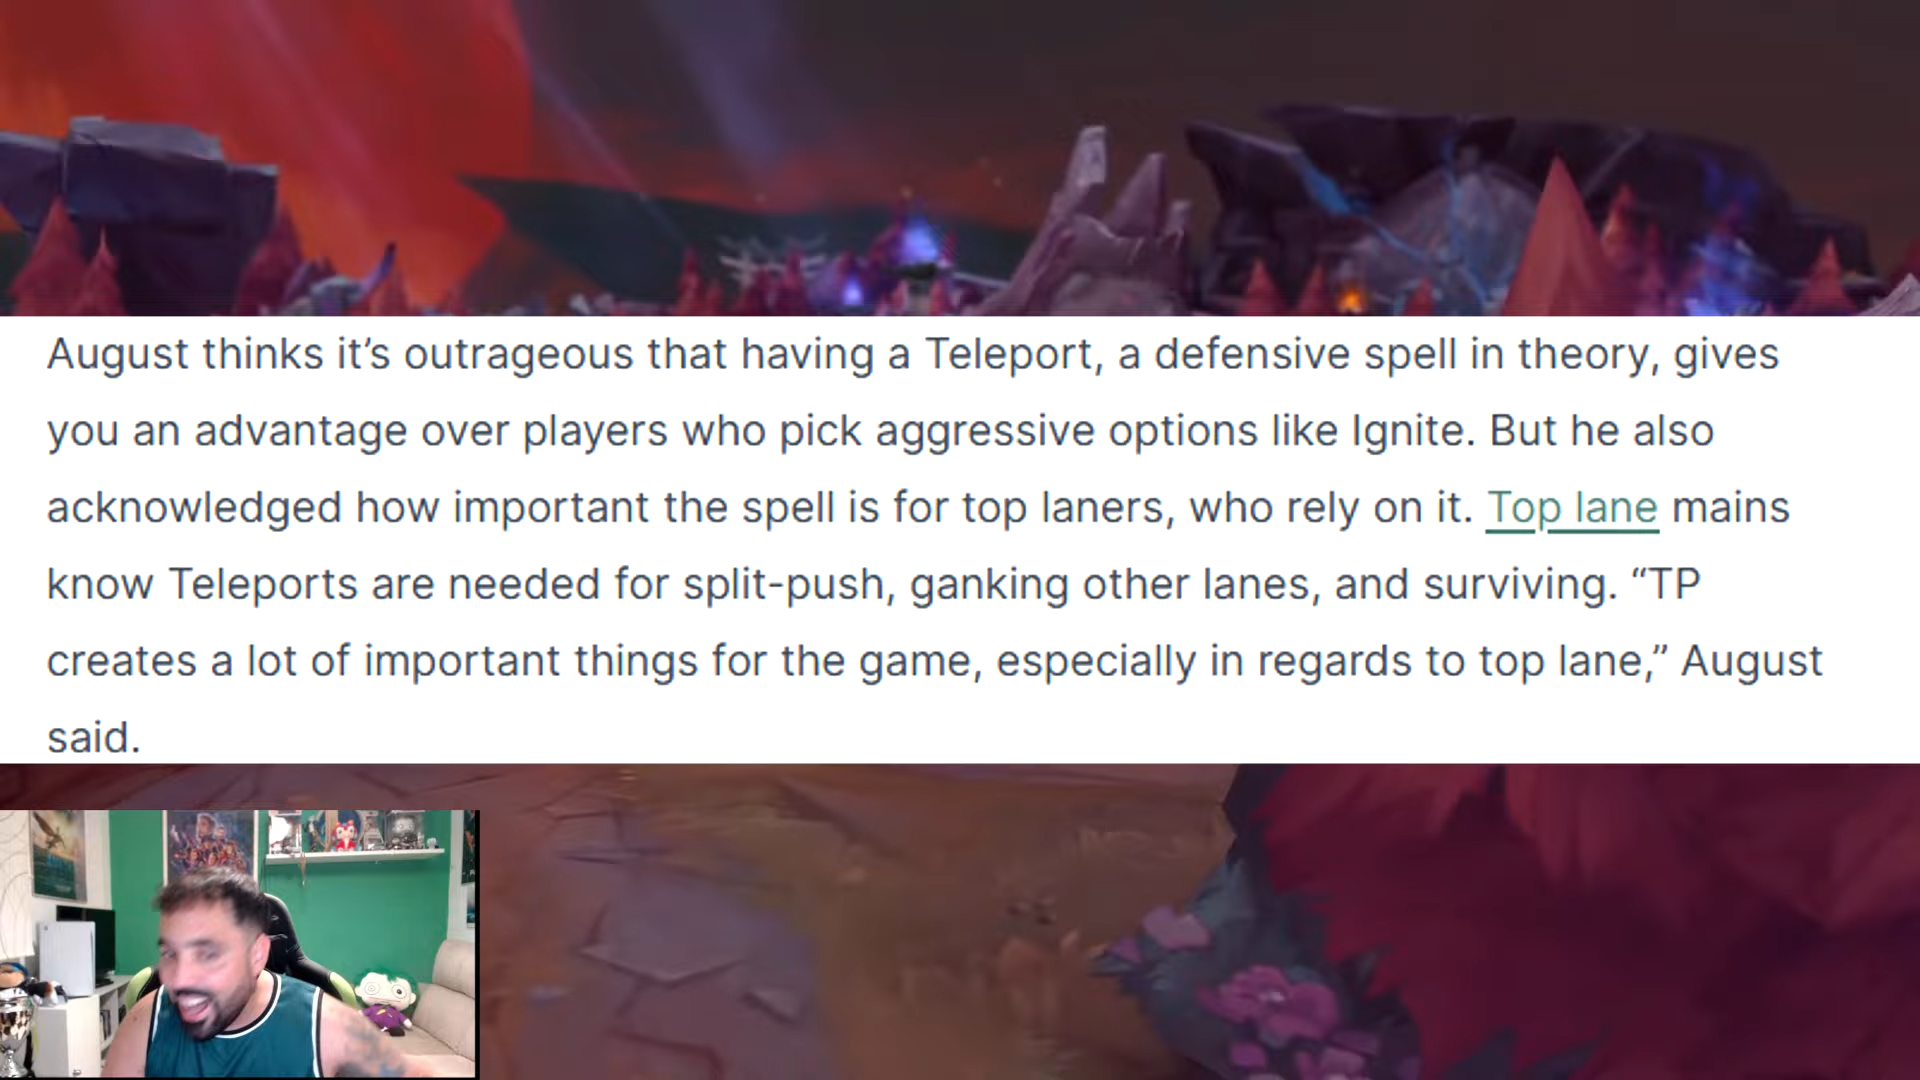 August thinks it’s outrageous that having a Teleport, a defensive spell in theory, gives
you an advantage over players who pick aggressive options like Ignite. But he also
acknowledged how important the spell is for top laners, who rely on it. Top lane mains
know Teleports are needed for split-push, ganking other lanes, and surviving. “TP
creates a lot of important things for the game, especially in regards to top lane,” August
said.